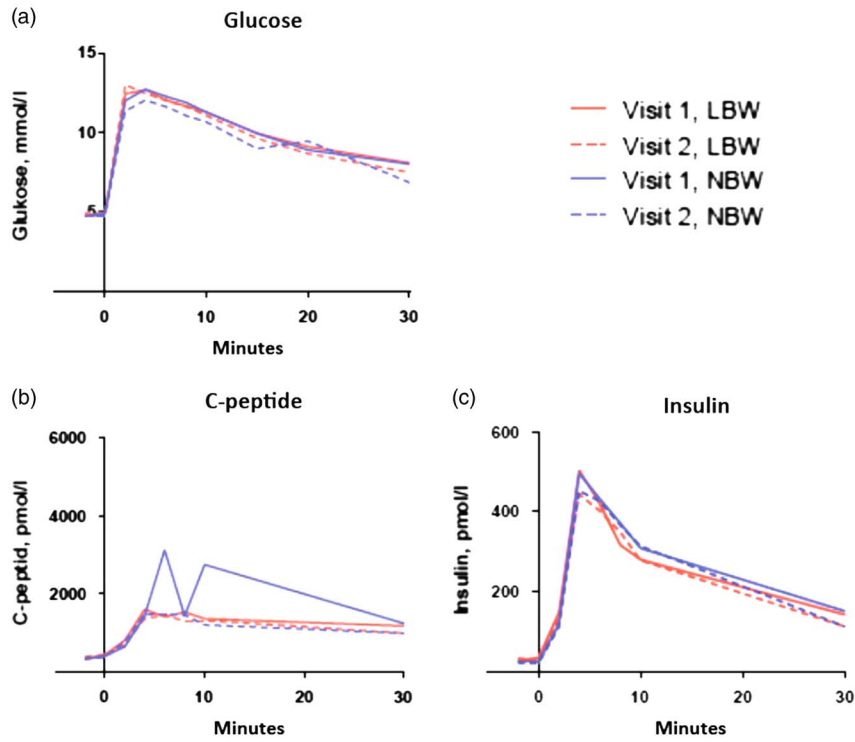 (a)
Glucose
Glukose, mmol/l
15
10
5
0
10
20
30
Minutes
Visit 1, LBW
Visit 2, LBW
Visit 1, NBW
Visit 2, NBW
(b)
C-peptide
C-peptid, pmol/l
6000
4000
2000
0
10
20
30
Minutes
(c)
Insulin
Insulin, pmol/l
600
400
200
0
10
20
30
Minutes